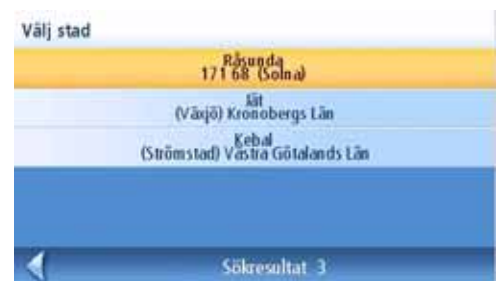 Välj stad
Råsunda
171 68 (Solna)
Jät
(Växjö) Kronobergs Län
Kebal
(Strömstad) Västra Götalands Län
Sökresultat 3